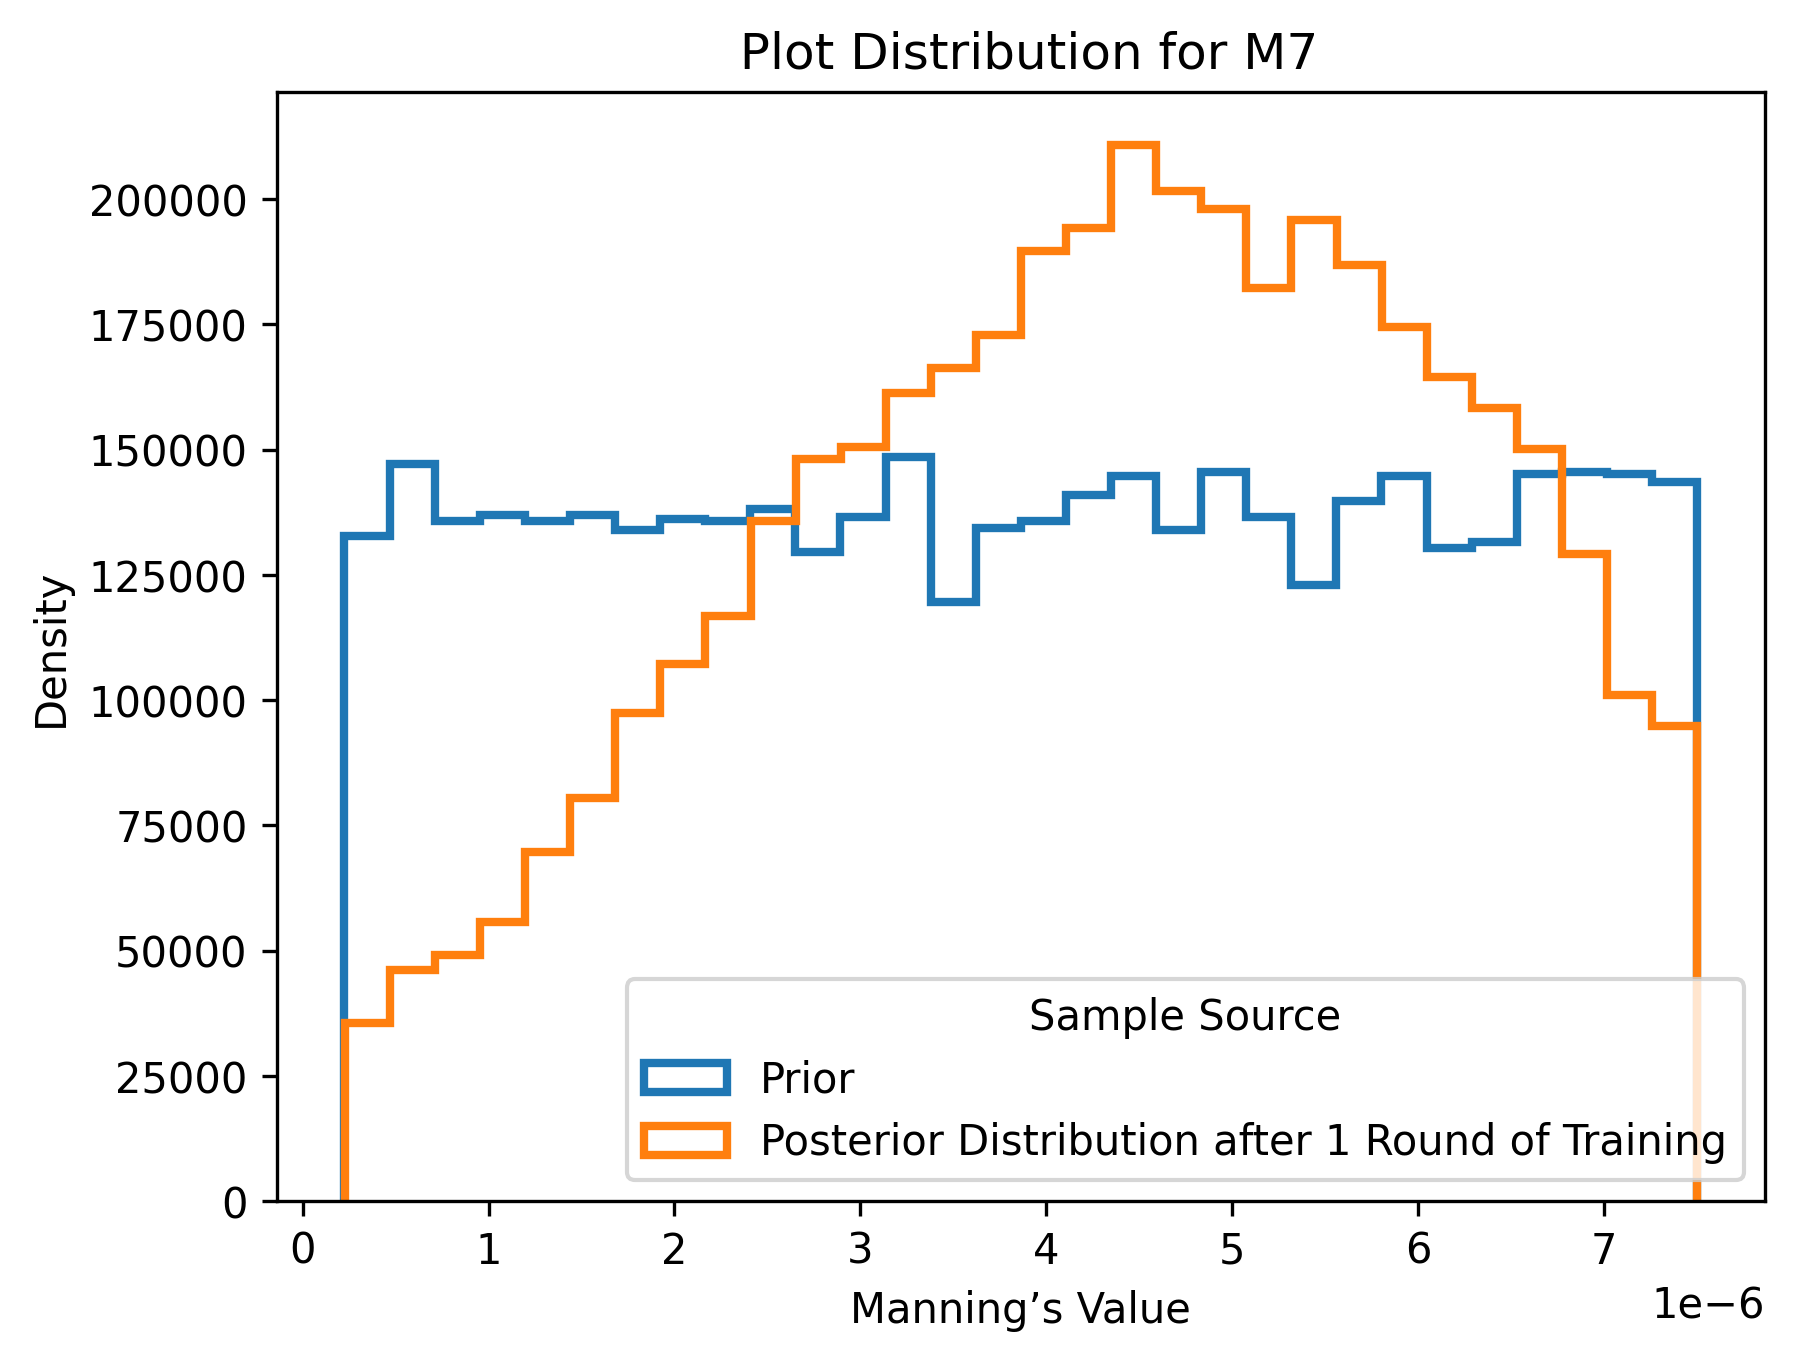 Plot Distribution for M7
200000
175000
150000
125000
100000
75000
50000
25000
0
Density
0 1 2 3 4 5 6 7
1e−6
Manning’s Value
Sample Source
Prior
Posterior Distribution after 1 Round of Training